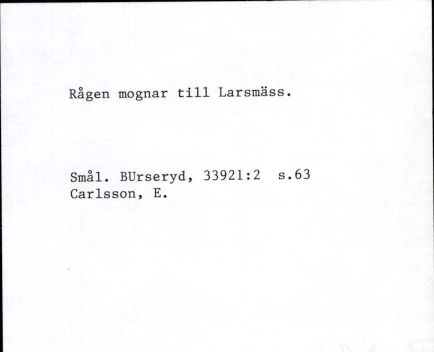 Rågen mognar till Larsmäss.
Smål. BUrseryd, 33921:2 s.63
Carlsson, E.